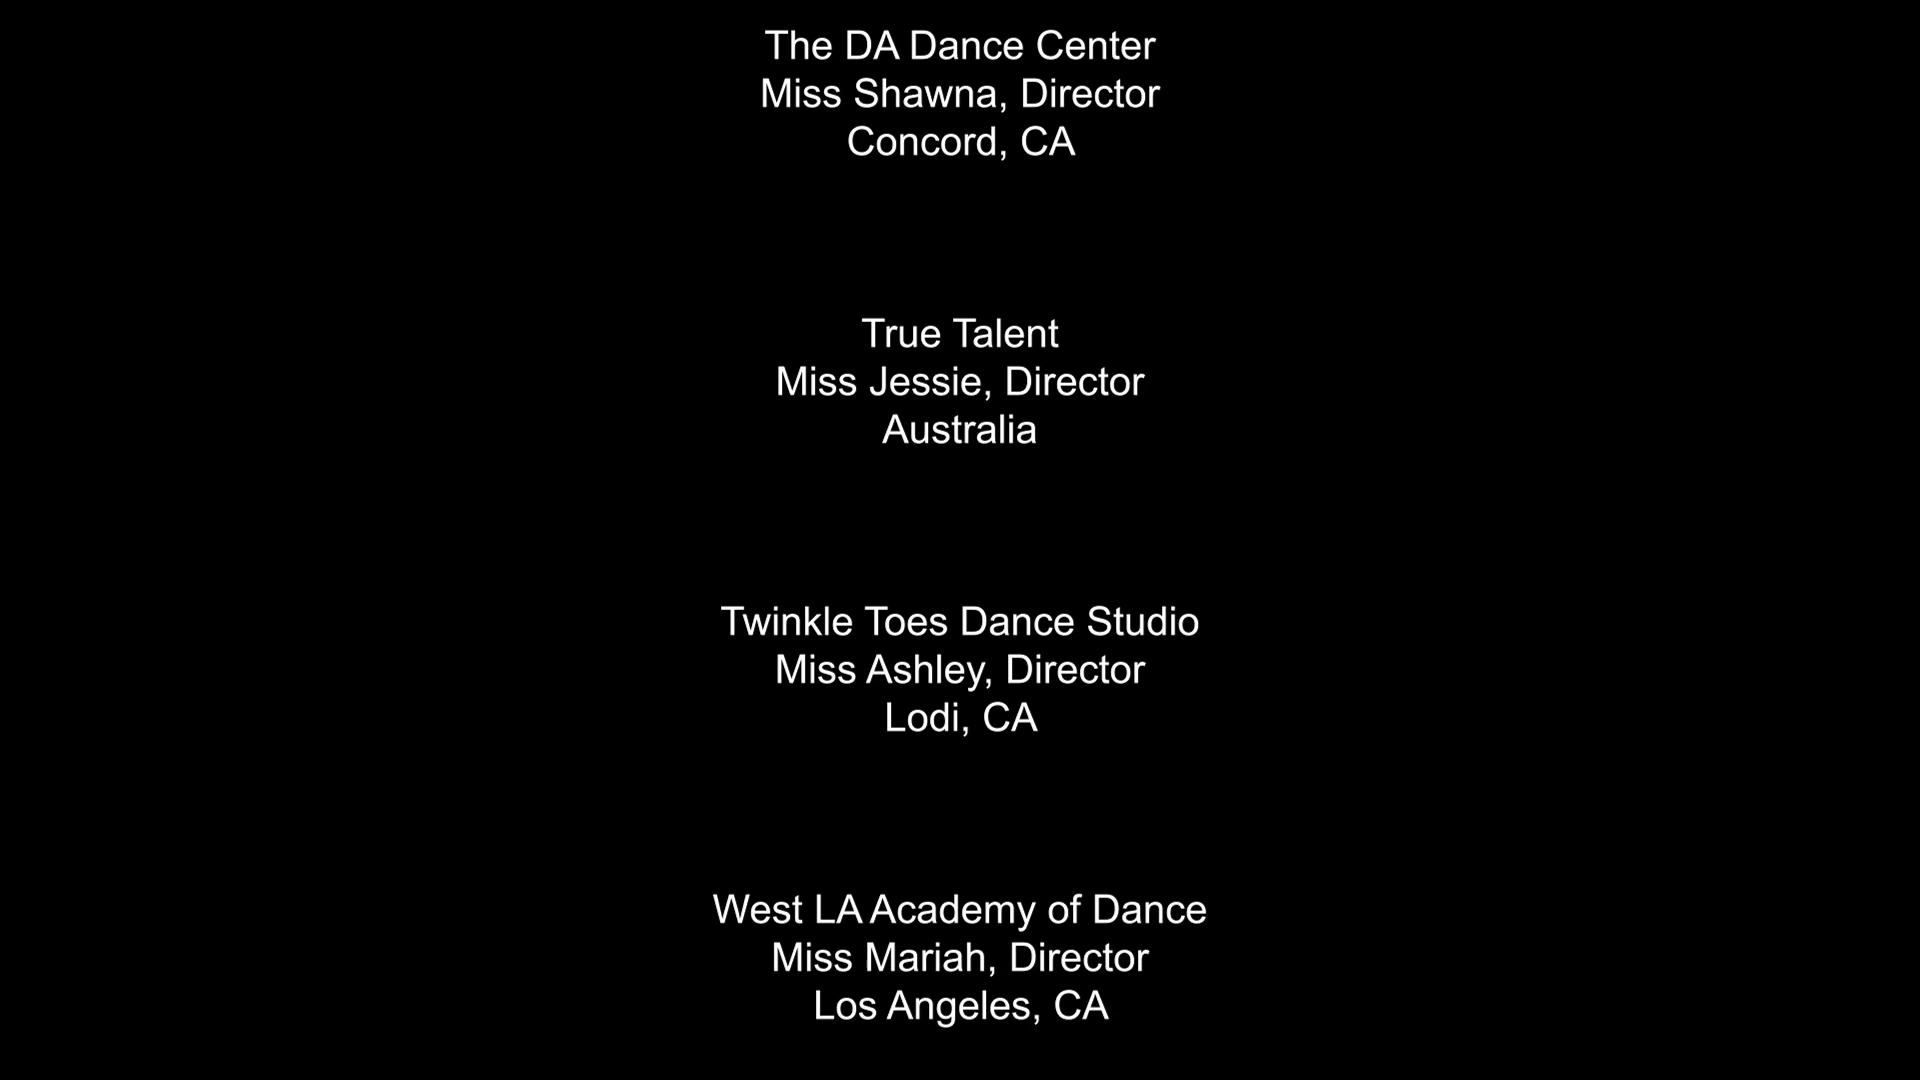 The DA Dance Center
Miss Shawna, Director
Concord, CA
True Talent
Miss Jessie, Director
Australia
Twinkle Toes Dance Studio
Miss Ashley, Director
Lodi, CA
West LA Academy of Dance
Miss Mariah, Director
Los Angeles, CA